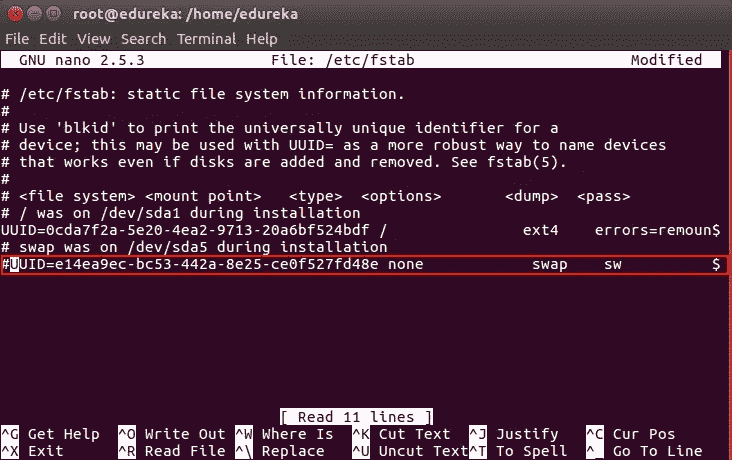 root@edureka: /home/edureka
File Edit View Search Terminal Help
GNU nano 2.5.3 File: /etc/fstab Modified
# /etc/fstab: static file system information.
#
# Use 'blkid' to print the universally unique identifier for a
# device; this may be used with UUID= as a more robust way to name devices
# that works even if disks are added and removed. See fstab(5).
#
# <file system> <mount point> <type> <options> <dump> <pass>
# / was on /dev/sda1 during installation
UUID=0cda7f2a-5e20-4ea2-9713-20a6bf524bdf / ext4 errors=remoun$
# swap was on /dev/sda5 during installation
#UUID=e14ea9ec-bc53-442a-8e25-ce0f527fd48e none swap sw $
[ Read 11 lines ]
^G Get Help ^O Write Out ^W Where Is ^K Cut Text ^J Justify ^C Cur Pos
^X Exit ^R Read File ^\ Replace ^U Uncut Text ^T To Spell ^_ Go To Line